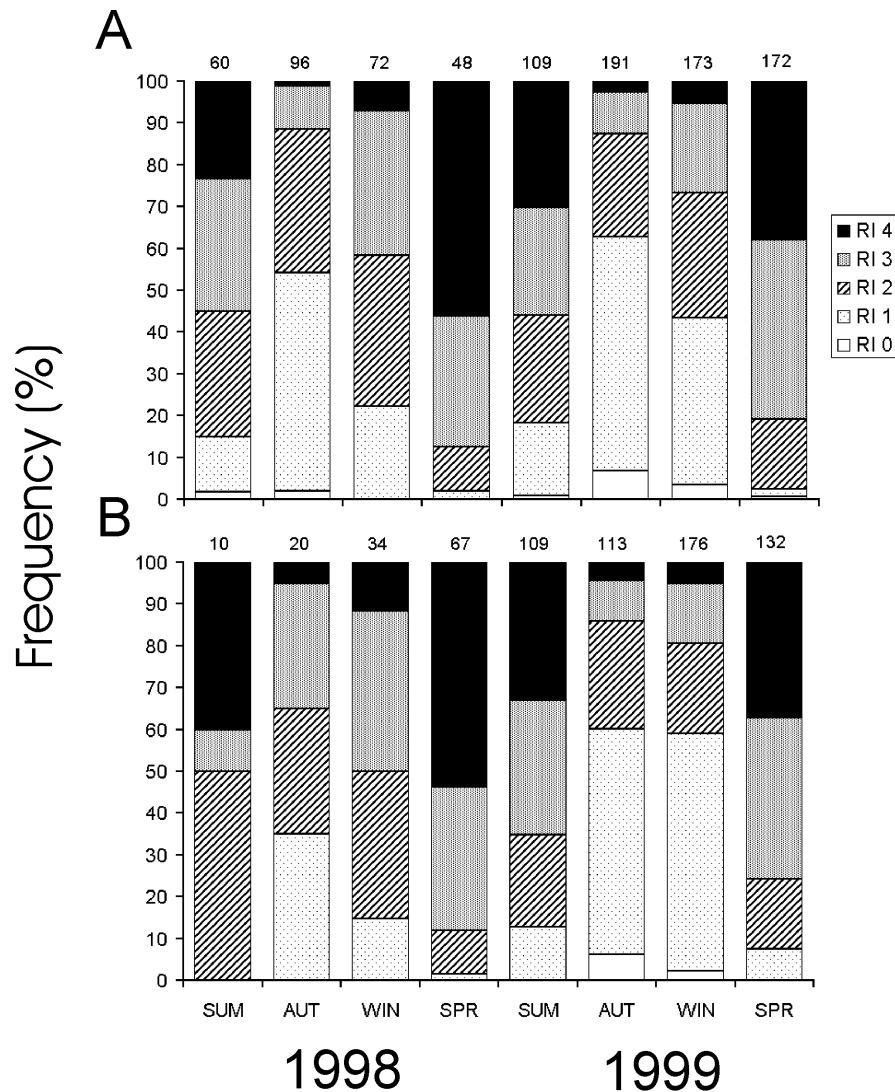 A
60 96 72 48 109 191 173 172
100
90
80
70
60
50
40
30
20
10
0
RI 4
RI 3
RI 2
RI 1
RI 0
Frequency (%)
B
10 20 34 67 109 113 176 132
100
90
80
70
60
50
40
30
20
10
0
SUM AUT WIN SPR SUM AUT WIN SPR
1998 1999